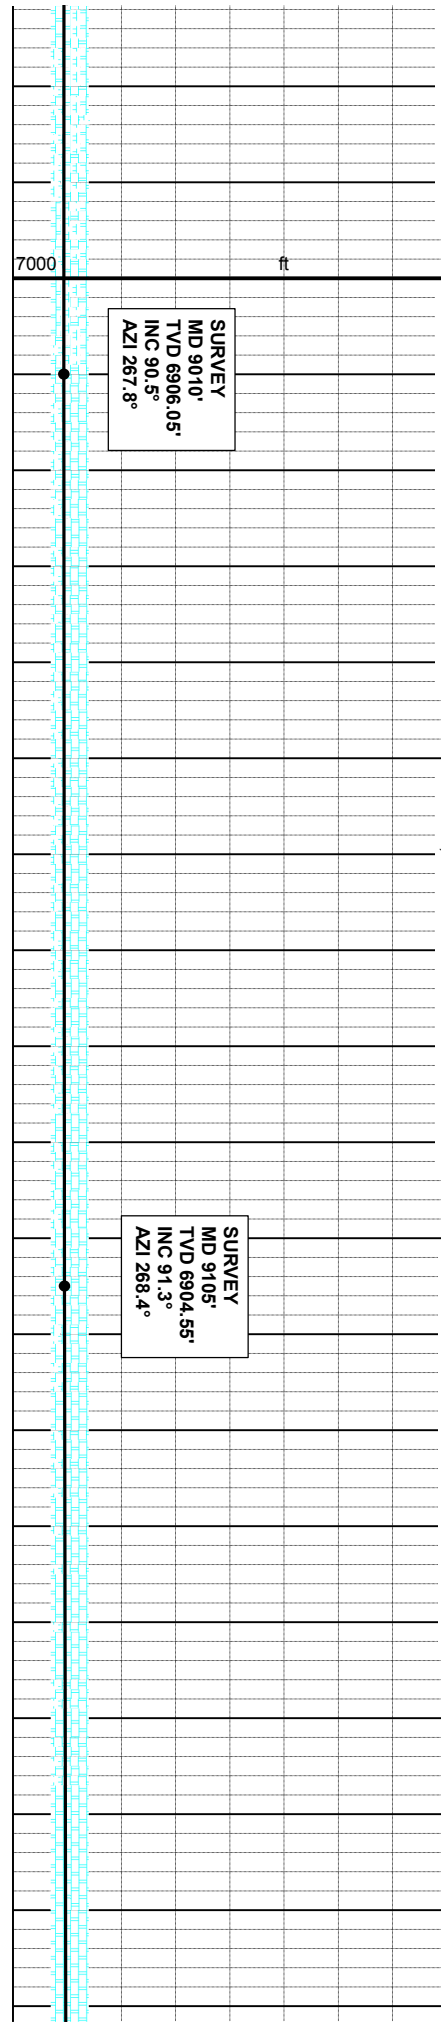 7000 ft
SURVEY
MD 9010'
TVD 6906.05'
INC 90.5°
AZI 267.8°
SURVEY
MD 9105'
TVD 6904.55'
INC 91.3°
AZI 268.4°